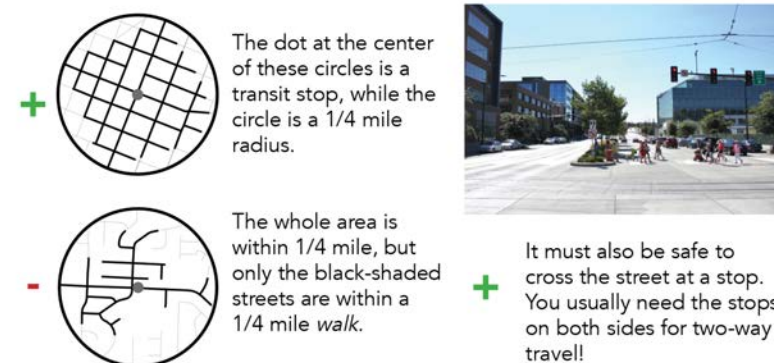 The dot at the center
of these circles is a
transit stop, while the
circle is a 1/4 mile
radius.
The whole area is
within 1/4 mile, but
only the black-shaded
streets are within a
1/4 mile walk.
It must also be safe to
cross the street at a stop.
You usually need the stops
on both sides for two-way
travel!